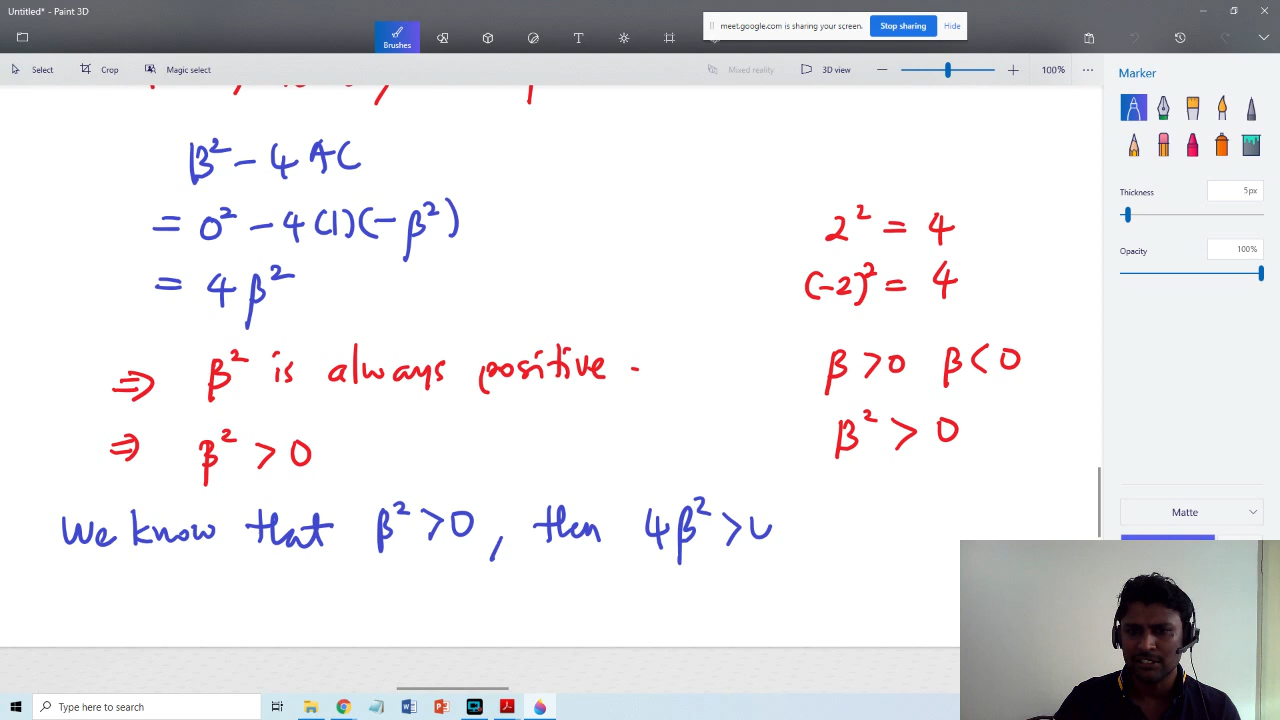 Untitled* - Paint 3D
meet.google.com is sharing your screen. Stop sharing Hide
Brushes
Select Crop Magic select Mixed reality 3D view 100%
Marker
Thickness 5px
Opacity 100%
Matte
β² - 4AC
= 0² - 4(1)(-β²)
= 4β²
⇒ β² is always positive.
⇒ β² > 0
We know that β² > 0, then 4β² > 0
2² = 4
(-2)² = 4
β > 0 β < 0
β² > 0
Type here to search